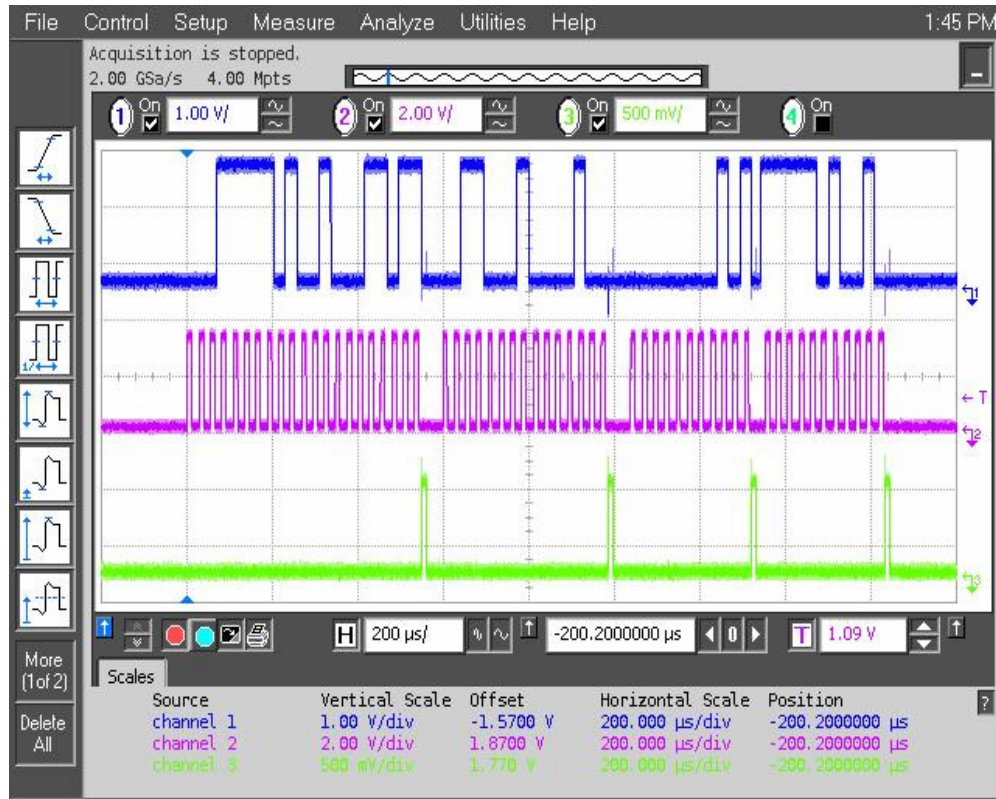 File Control Setup Measure Analyze Utilities Help 1:45 PM
Acquisition is stopped.
2.00 GSa/s 4.00 Mpts
1 On 1.00 V/ 2 On 2.00 V/ 3 On 500 mV/ 4 On
1
T
2
3
1/
H 200 µs/ -200.2000000 µs 0 T 1.09 V
More
(1of 2)
Delete
All
Scales
Source Vertical Scale Offset Horizontal Scale Position ?
channel 1 1.00 V/div -1.5700 V 200.000 µs/div -200.2000000 µs
channel 2 2.00 V/div 1.8700 V 200.000 µs/div -200.2000000 µs
channel 3 500 mV/div 1.770 V 200.000 µs/div -200.2000000 µs